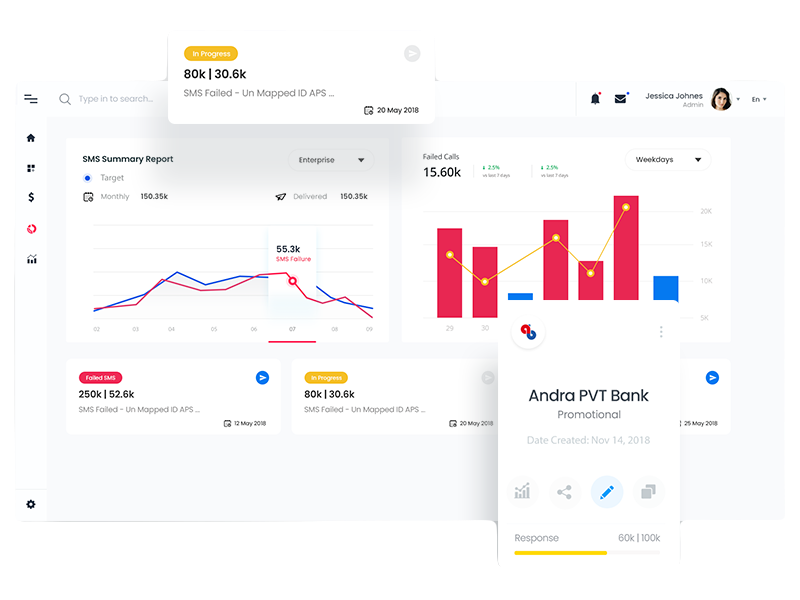 In Progress
80k | 30.6k
SMS Failed - Un Mapped ID APS ...
20 May 2018
Type in to search...
Jessica Johnes
Admin
En
SMS Summary Report
Enterprise
Target
Monthly 150.35k
Delivered 150.35k
55.3k
SMS Failure
02 03 04 05 06 07 08 09
Failed Calls
15.60k
2.5%
vs last 7 days
2.5%
vs last 7 days
Weekdays
20K
15K
10K
5K
29 30
Failed SMS
250k | 52.6k
SMS Failed - Un Mapped ID APS ...
12 May 2018
In Progress
80k | 30.6k
SMS Failed - Un Mapped ID APS ...
20 May 2018
25 May 2018
Andra PVT Bank
Promotional
Date Created: Nov 14, 2018
Response 60k | 100k